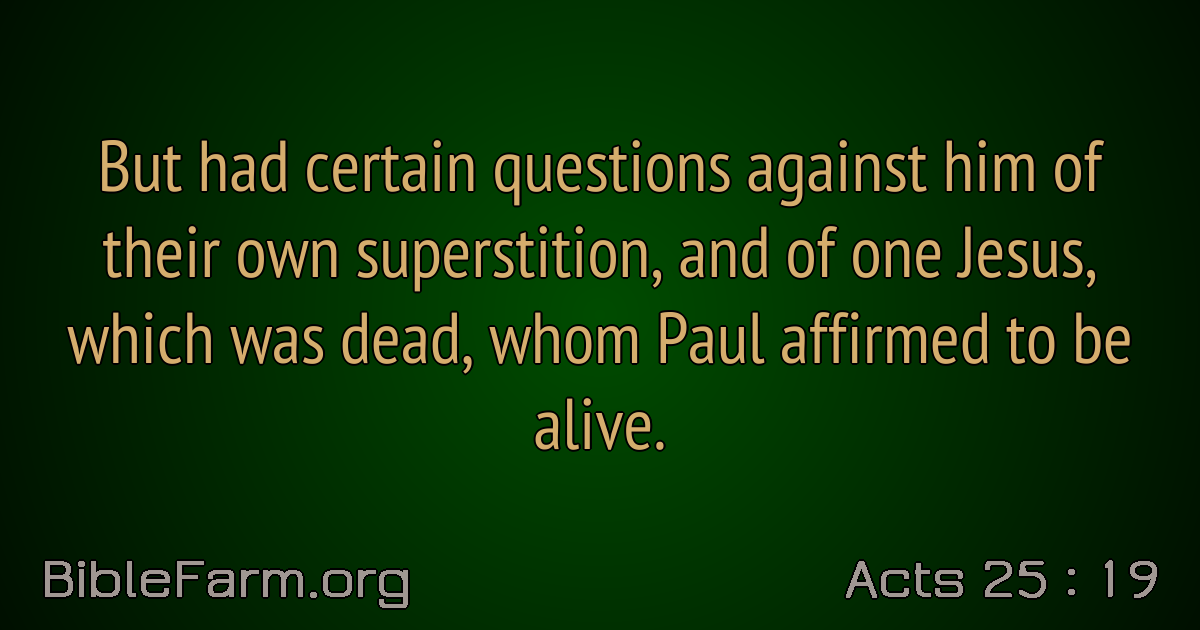 But had certain questions against him of
their own superstition, and of one Jesus,
which was dead, whom Paul affirmed to be
alive.
BibleFarm.org
Acts 25 : 19